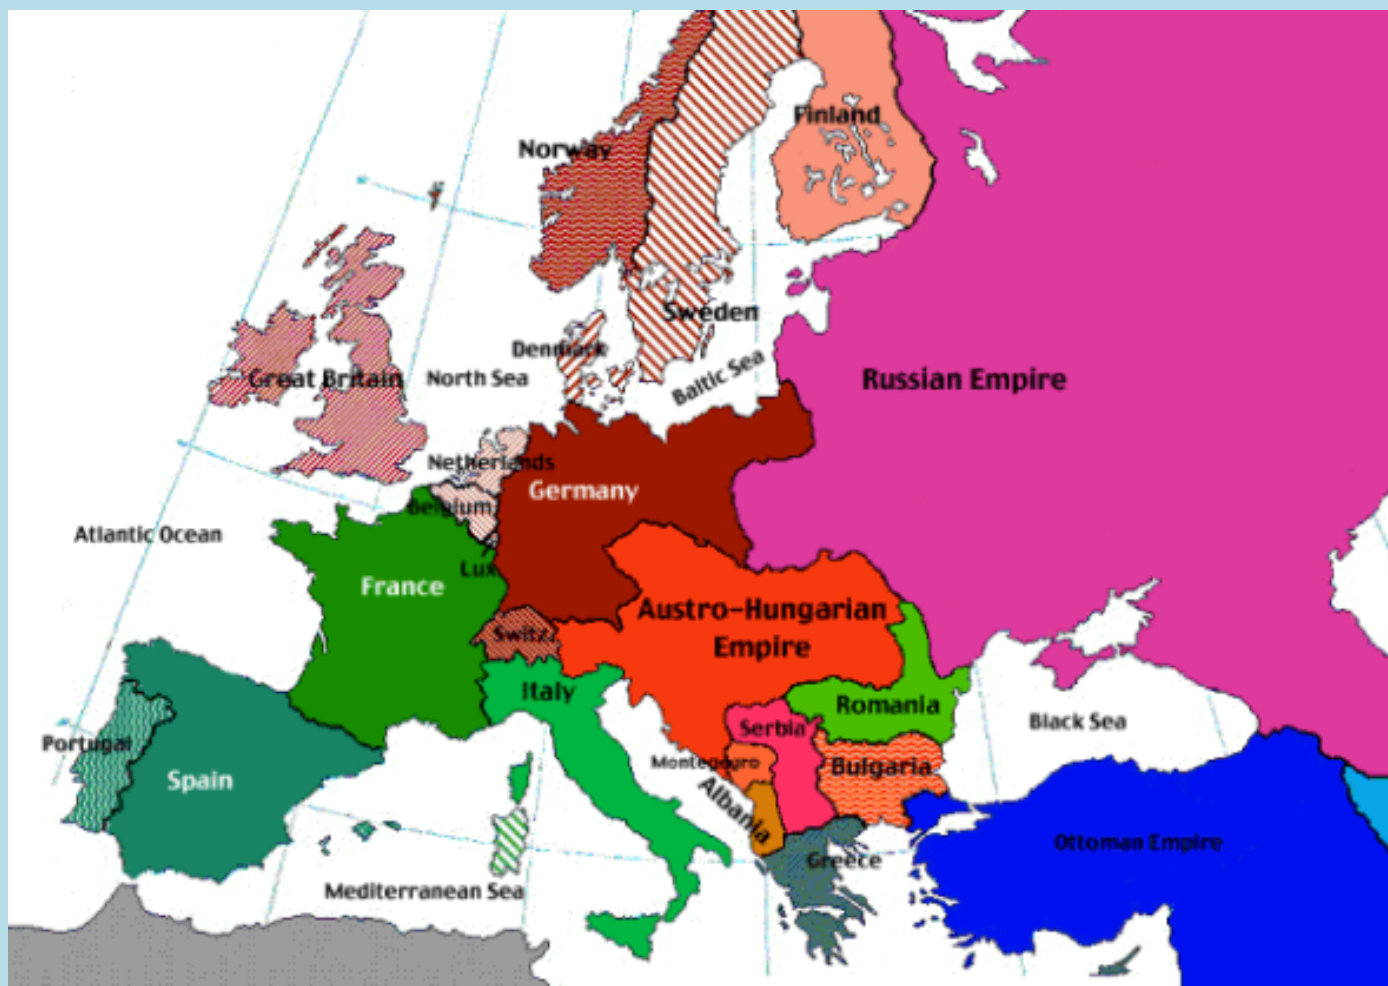 Finland
Norway
Sweden
Denmark
Great Britain
North Sea
Baltic Sea
Russian Empire
Netherlands
Germany
Belgium
Atlantic Ocean
Lux
France
Austro-Hungarian
Empire
Switz
Italy
Romania
Black Sea
Serbia
Portugal
Montenegro
Bulgaria
Spain
Albania
Ottoman Empire
Greece
Mediterranean Sea